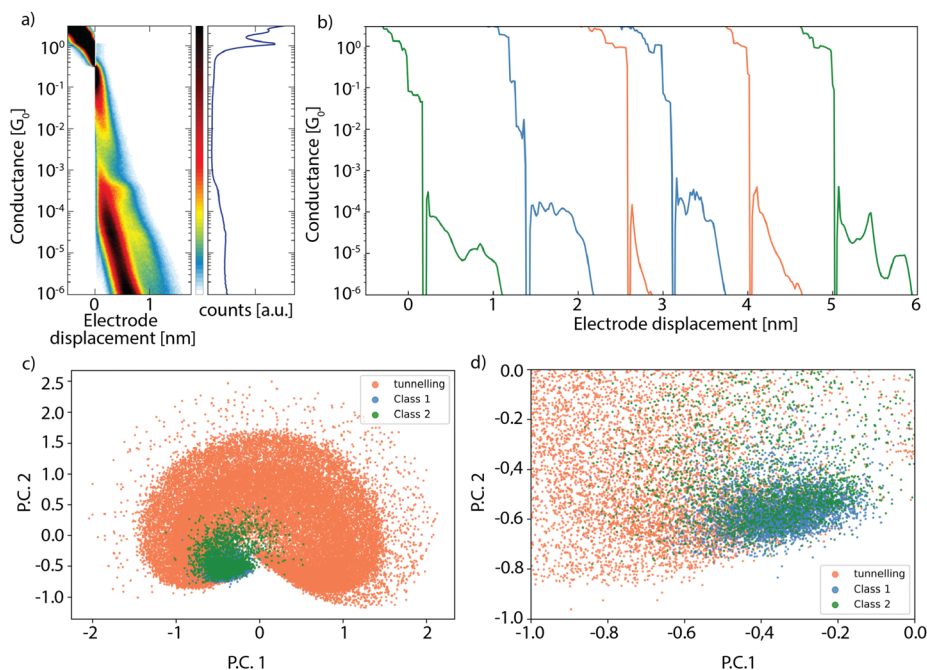 a)
Conductance [G0]
10^0
10^-1
10^-2
10^-3
10^-4
10^-5
10^-6
0
1
Electrode
displacement [nm]
counts [a.u.]
b)
Conductance [G0]
10^0
10^-1
10^-2
10^-3
10^-4
10^-5
10^-6
0
1
2
3
4
5
6
Electrode displacement [nm]
c)
P.C. 2
2.5
2.0
1.5
1.0
0.5
0.0
-0.5
-1.0
-2
-1
0
1
2
P.C. 1
tunnelling
Class 1
Class 2
d)
P.C. 2
0.0
-0.2
-0.4
-0.6
-0.8
-1.0
-1.0
-0.8
-0.6
-0,4
-0.2
0.0
P.C.1
tunnelling
Class 1
Class 2